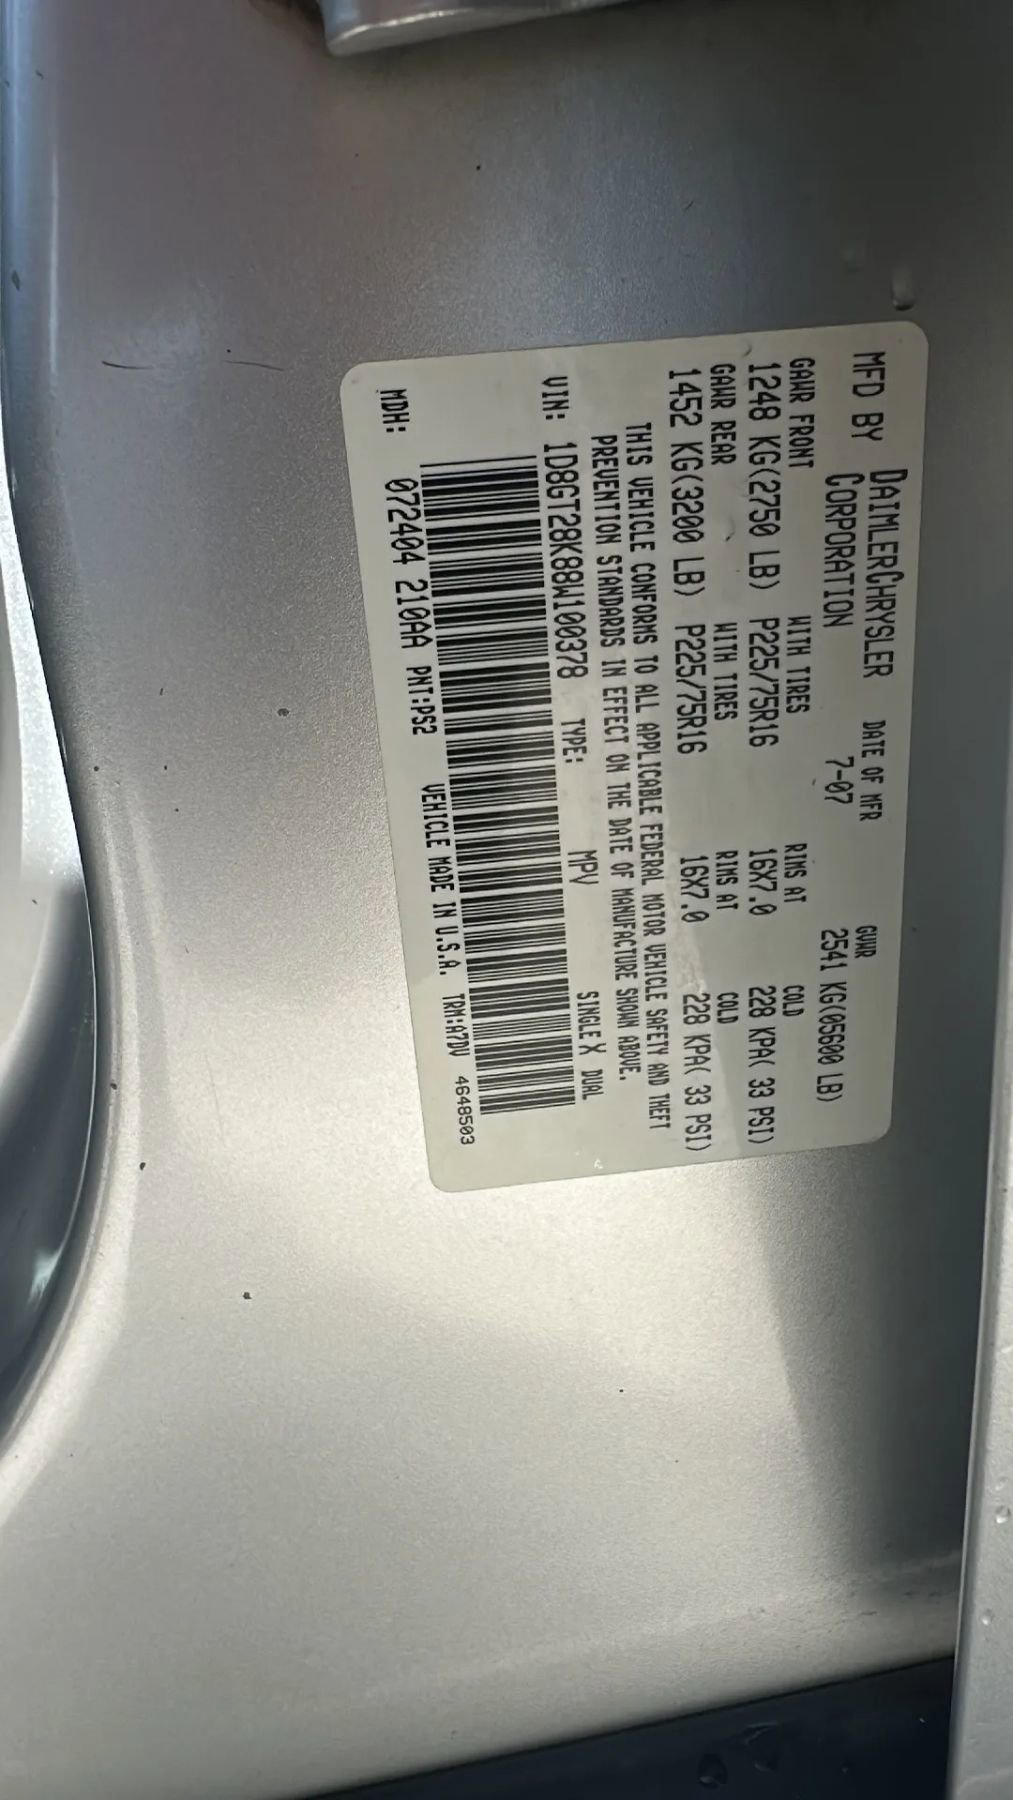 MFD BY DAIMLERCHRYSLER CORPORATION DATE OF MFR 7-07 GVWR 2541 KG(05600 LB)
GAWR FRONT WITH TIRES RIMS AT COLD
1248 KG(2750 LB) P225/75R16 16X7.0 228 KPA( 33 PSI)
GAWR REAR WITH TIRES RIMS AT COLD
1452 KG(3200 LB) P225/75R16 16X7.0 228 KPA( 33 PSI)
THIS VEHICLE CONFORMS TO ALL APPLICABLE FEDERAL MOTOR VEHICLE SAFETY AND THEFT
PREVENTION STANDARDS IN EFFECT ON THE DATE OF MANUFACTURE SHOWN ABOVE.
VIN: 1D8GT28K88W100378 TYPE: MPV SINGLE X DUAL
MDH: 072404 210AA PNT:PS2 VEHICLE MADE IN U.S.A. TRM:A7DV 4648503